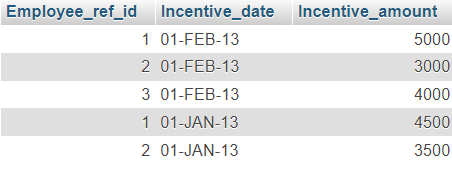 Employee_ref_id Incentive_date Incentive_amount
1 01-FEB-13 5000
2 01-FEB-13 3000
3 01-FEB-13 4000
1 01-JAN-13 4500
2 01-JAN-13 3500